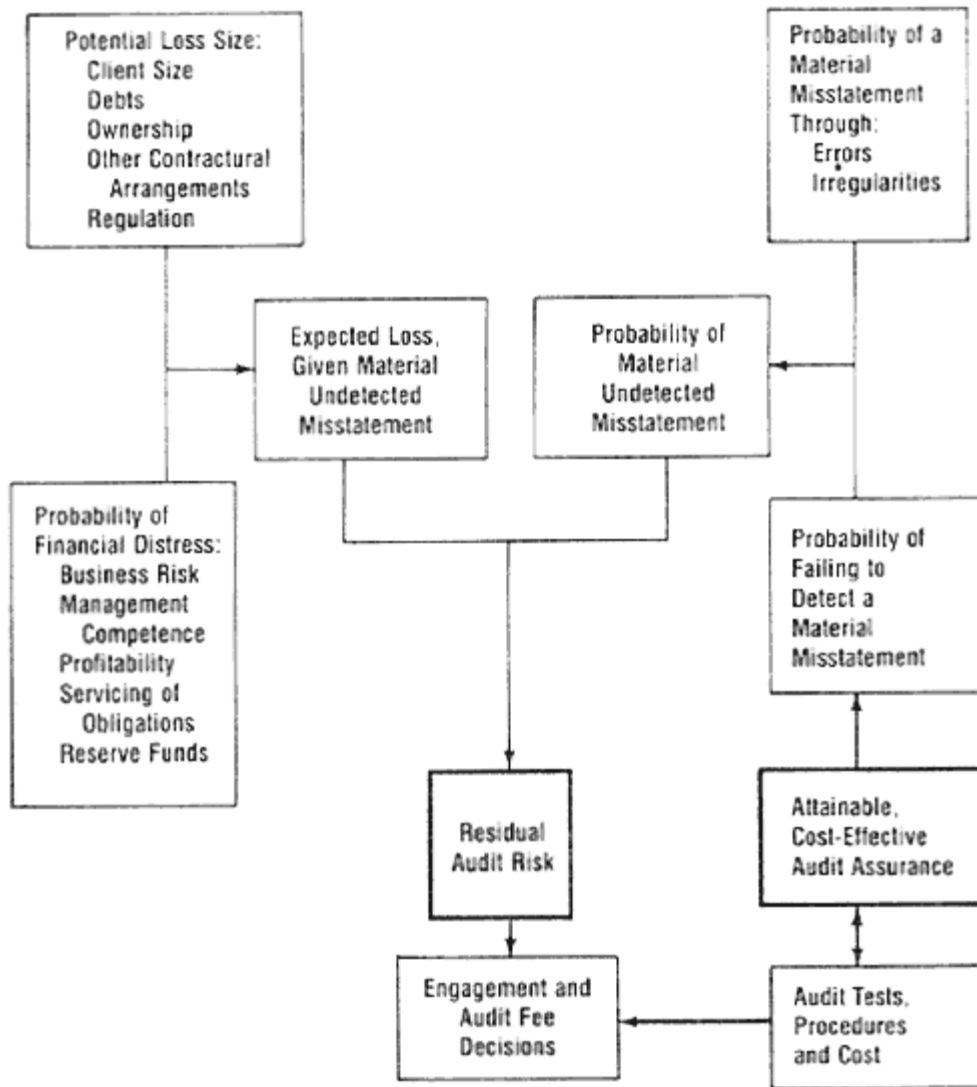 Potential Loss Size:
Client Size
Debts
Ownership
Other Contractural
Arrangements
Regulation
Probability of a
Material
Misstatement
Through:
Errors
Irregularities
Expected Loss,
Given Material
Undetected
Misstatement
Probability of
Material
Undetected
Misstatement
Probability of
Financial Distress:
Business Risk
Management
Competence
Profitability
Servicing of
Obligations
Reserve Funds
Probability of
Failing to
Detect a
Material
Misstatement
Residual
Audit Risk
Attainable,
Cost-Effective
Audit Assurance
Engagement and
Audit Fee
Decisions
Audit Tests,
Procedures
and Cost